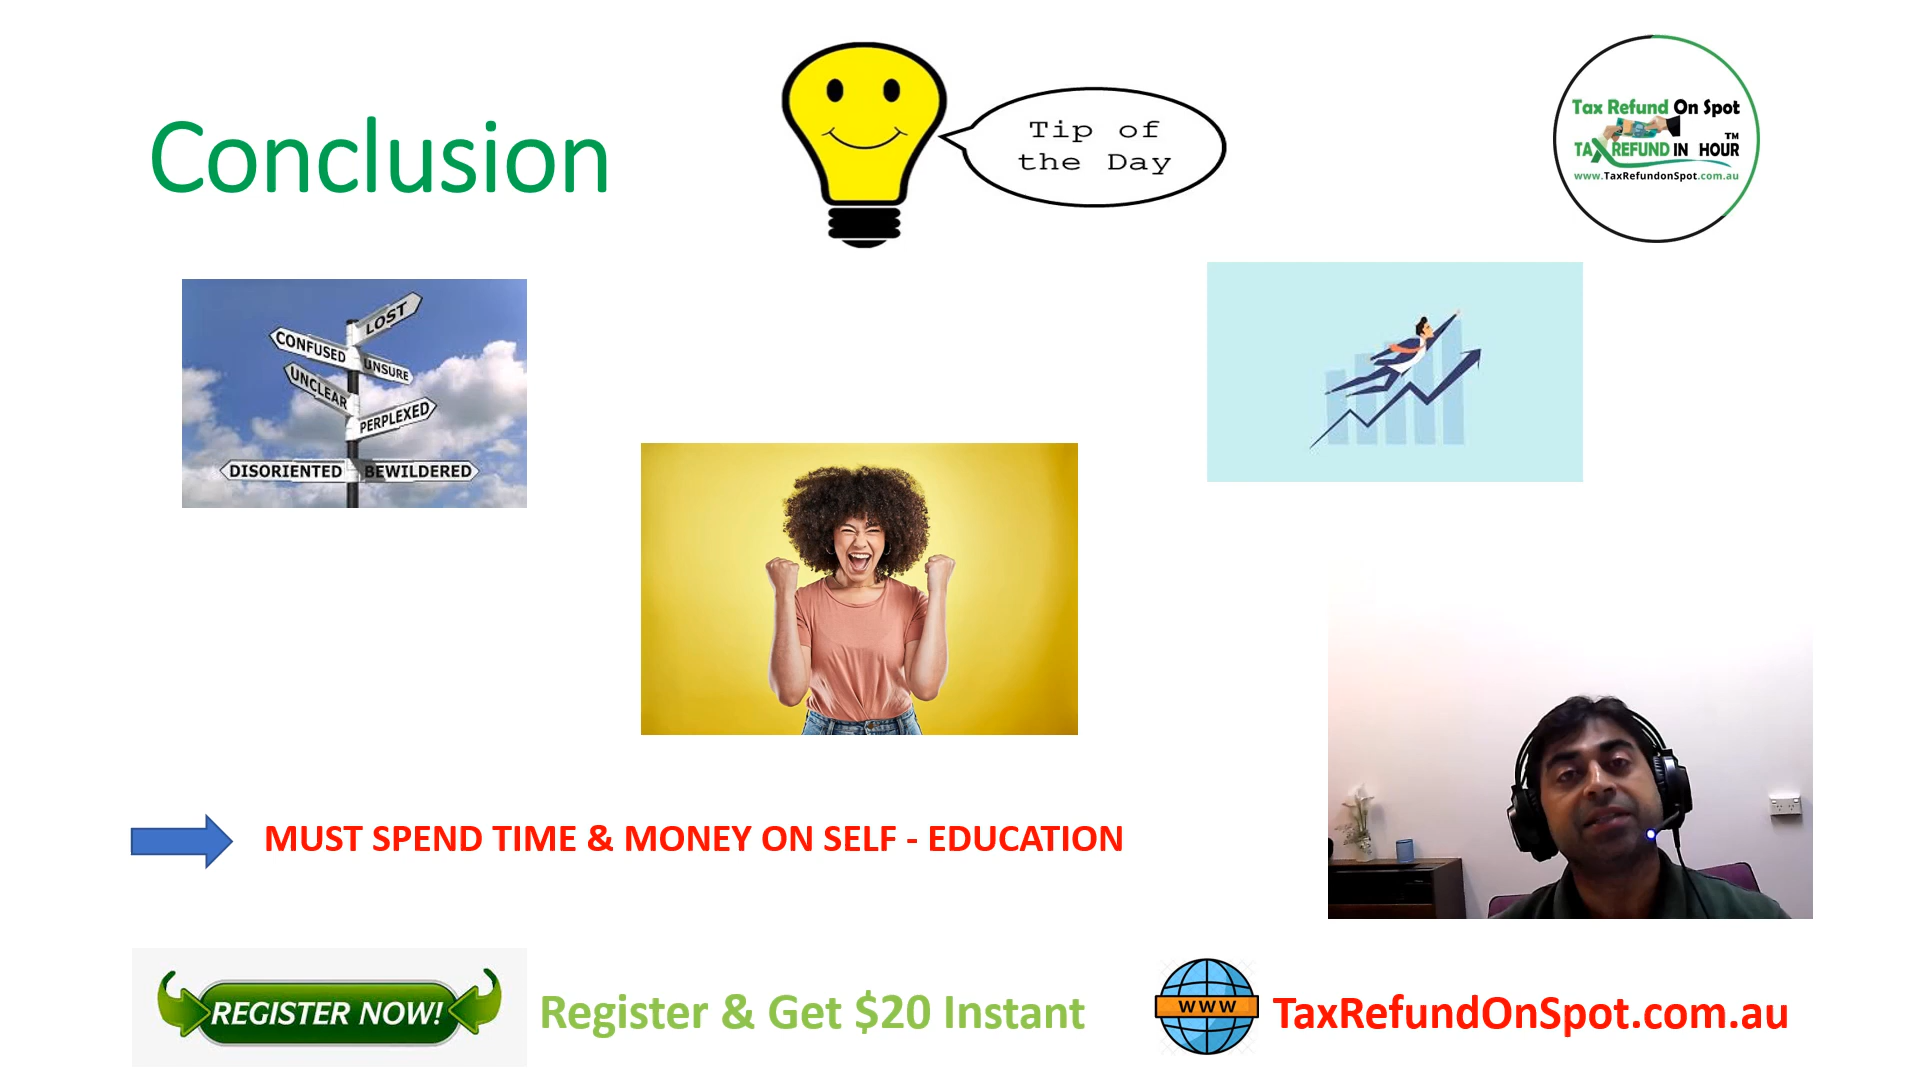 Conclusion
Tip of
the Day
Tax Refund On Spot
TM
TAX REFUND IN HOUR
www.TaxRefundonSpot.com.au
LOST
CONFUSED
UNSURE
UNCLEAR
PERPLEXED
DISORIENTED
BEWILDERED
MUST SPEND TIME & MONEY ON SELF - EDUCATION
REGISTER NOW!
Register & Get $20 Instant
WWW
TaxRefundOnSpot.com.au